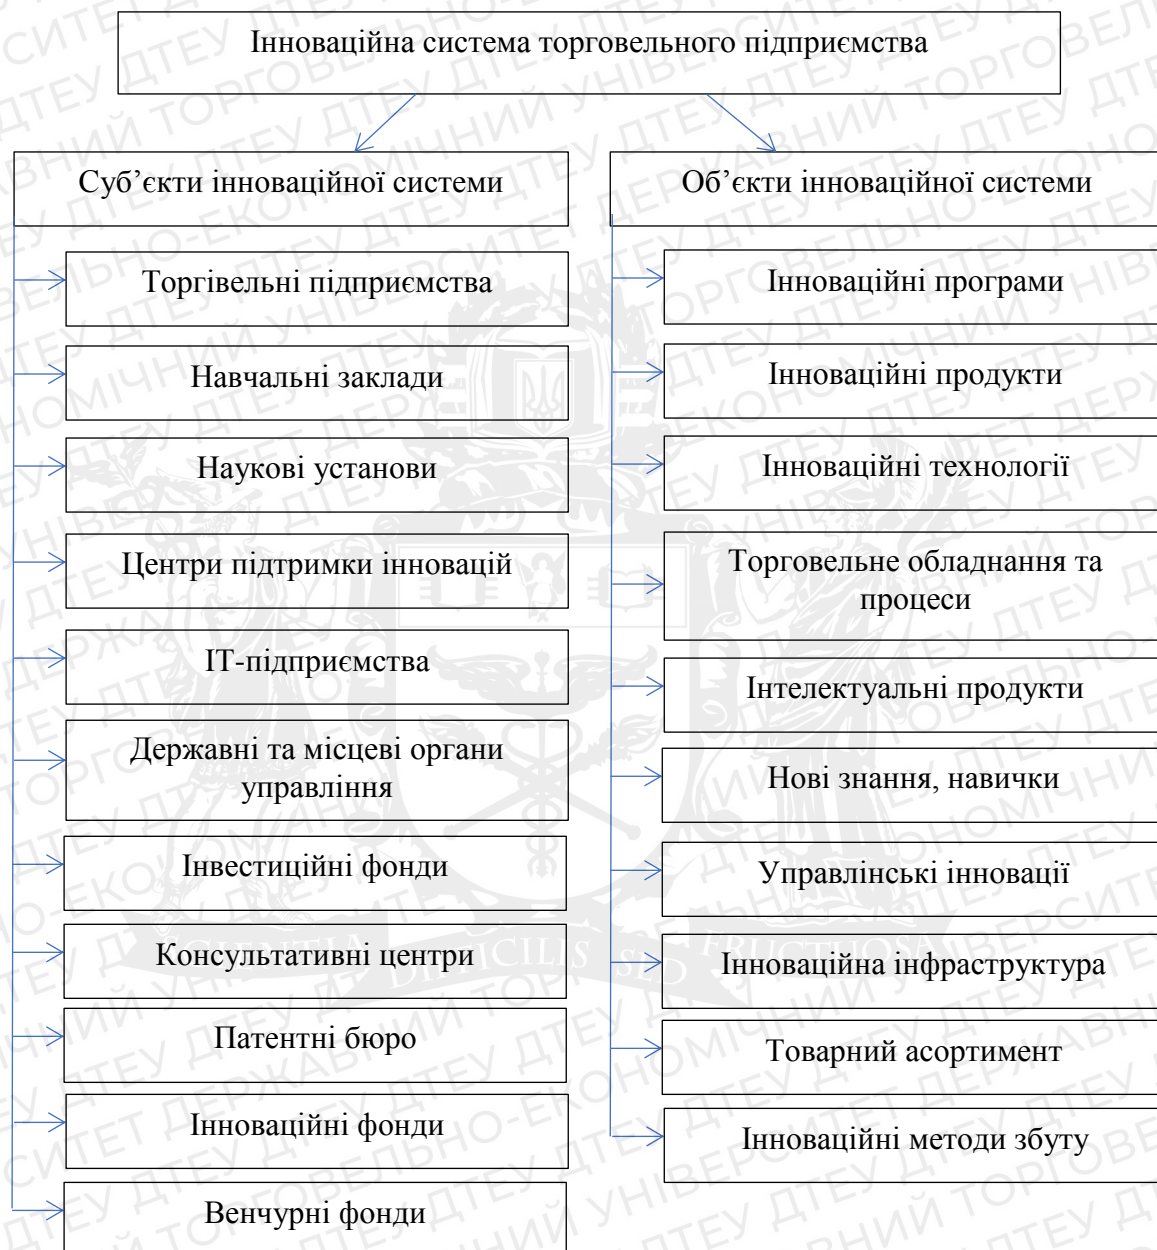 Інноваційна система торговельного підприємства
Суб’єкти інноваційної системи
Торгівельні підприємства
Навчальні заклади
Наукові установи
Центри підтримки інновацій
ІТ-підприємства
Державні та місцеві органи
управління
Інвестиційні фонди
Консультативні центри
Патентні бюро
Інноваційні фонди
Венчурні фонди
Об’єкти інноваційної системи
Інноваційні програми
Інноваційні продукти
Інноваційні технології
Торговельне обладнання та
процеси
Інтелектуальні продукти
Нові знання, навички
Управлінські інновації
Інноваційна інфраструктура
Товарний асортимент
Інноваційні методи збуту